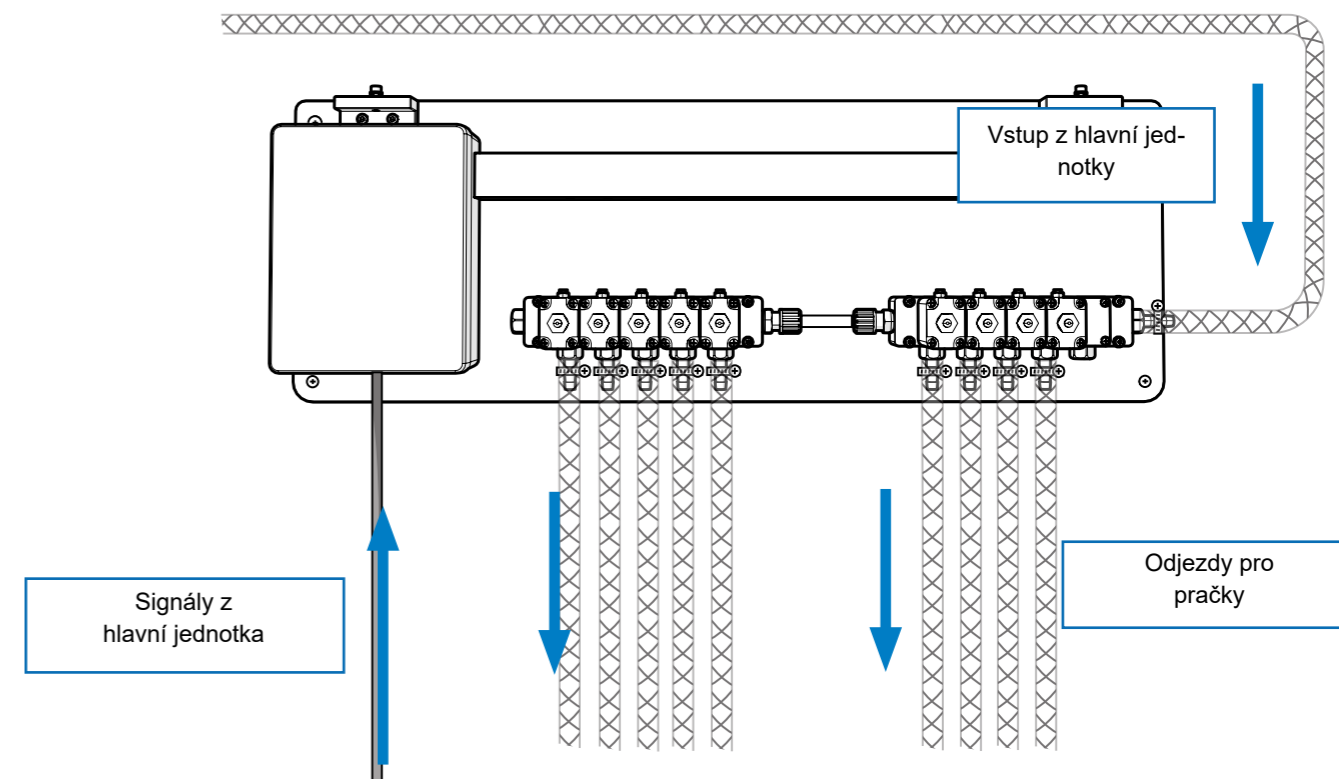 Vstup z hlavní jed-
notky
Signály z
hlavní jednotka
Odjezdy pro
pračky